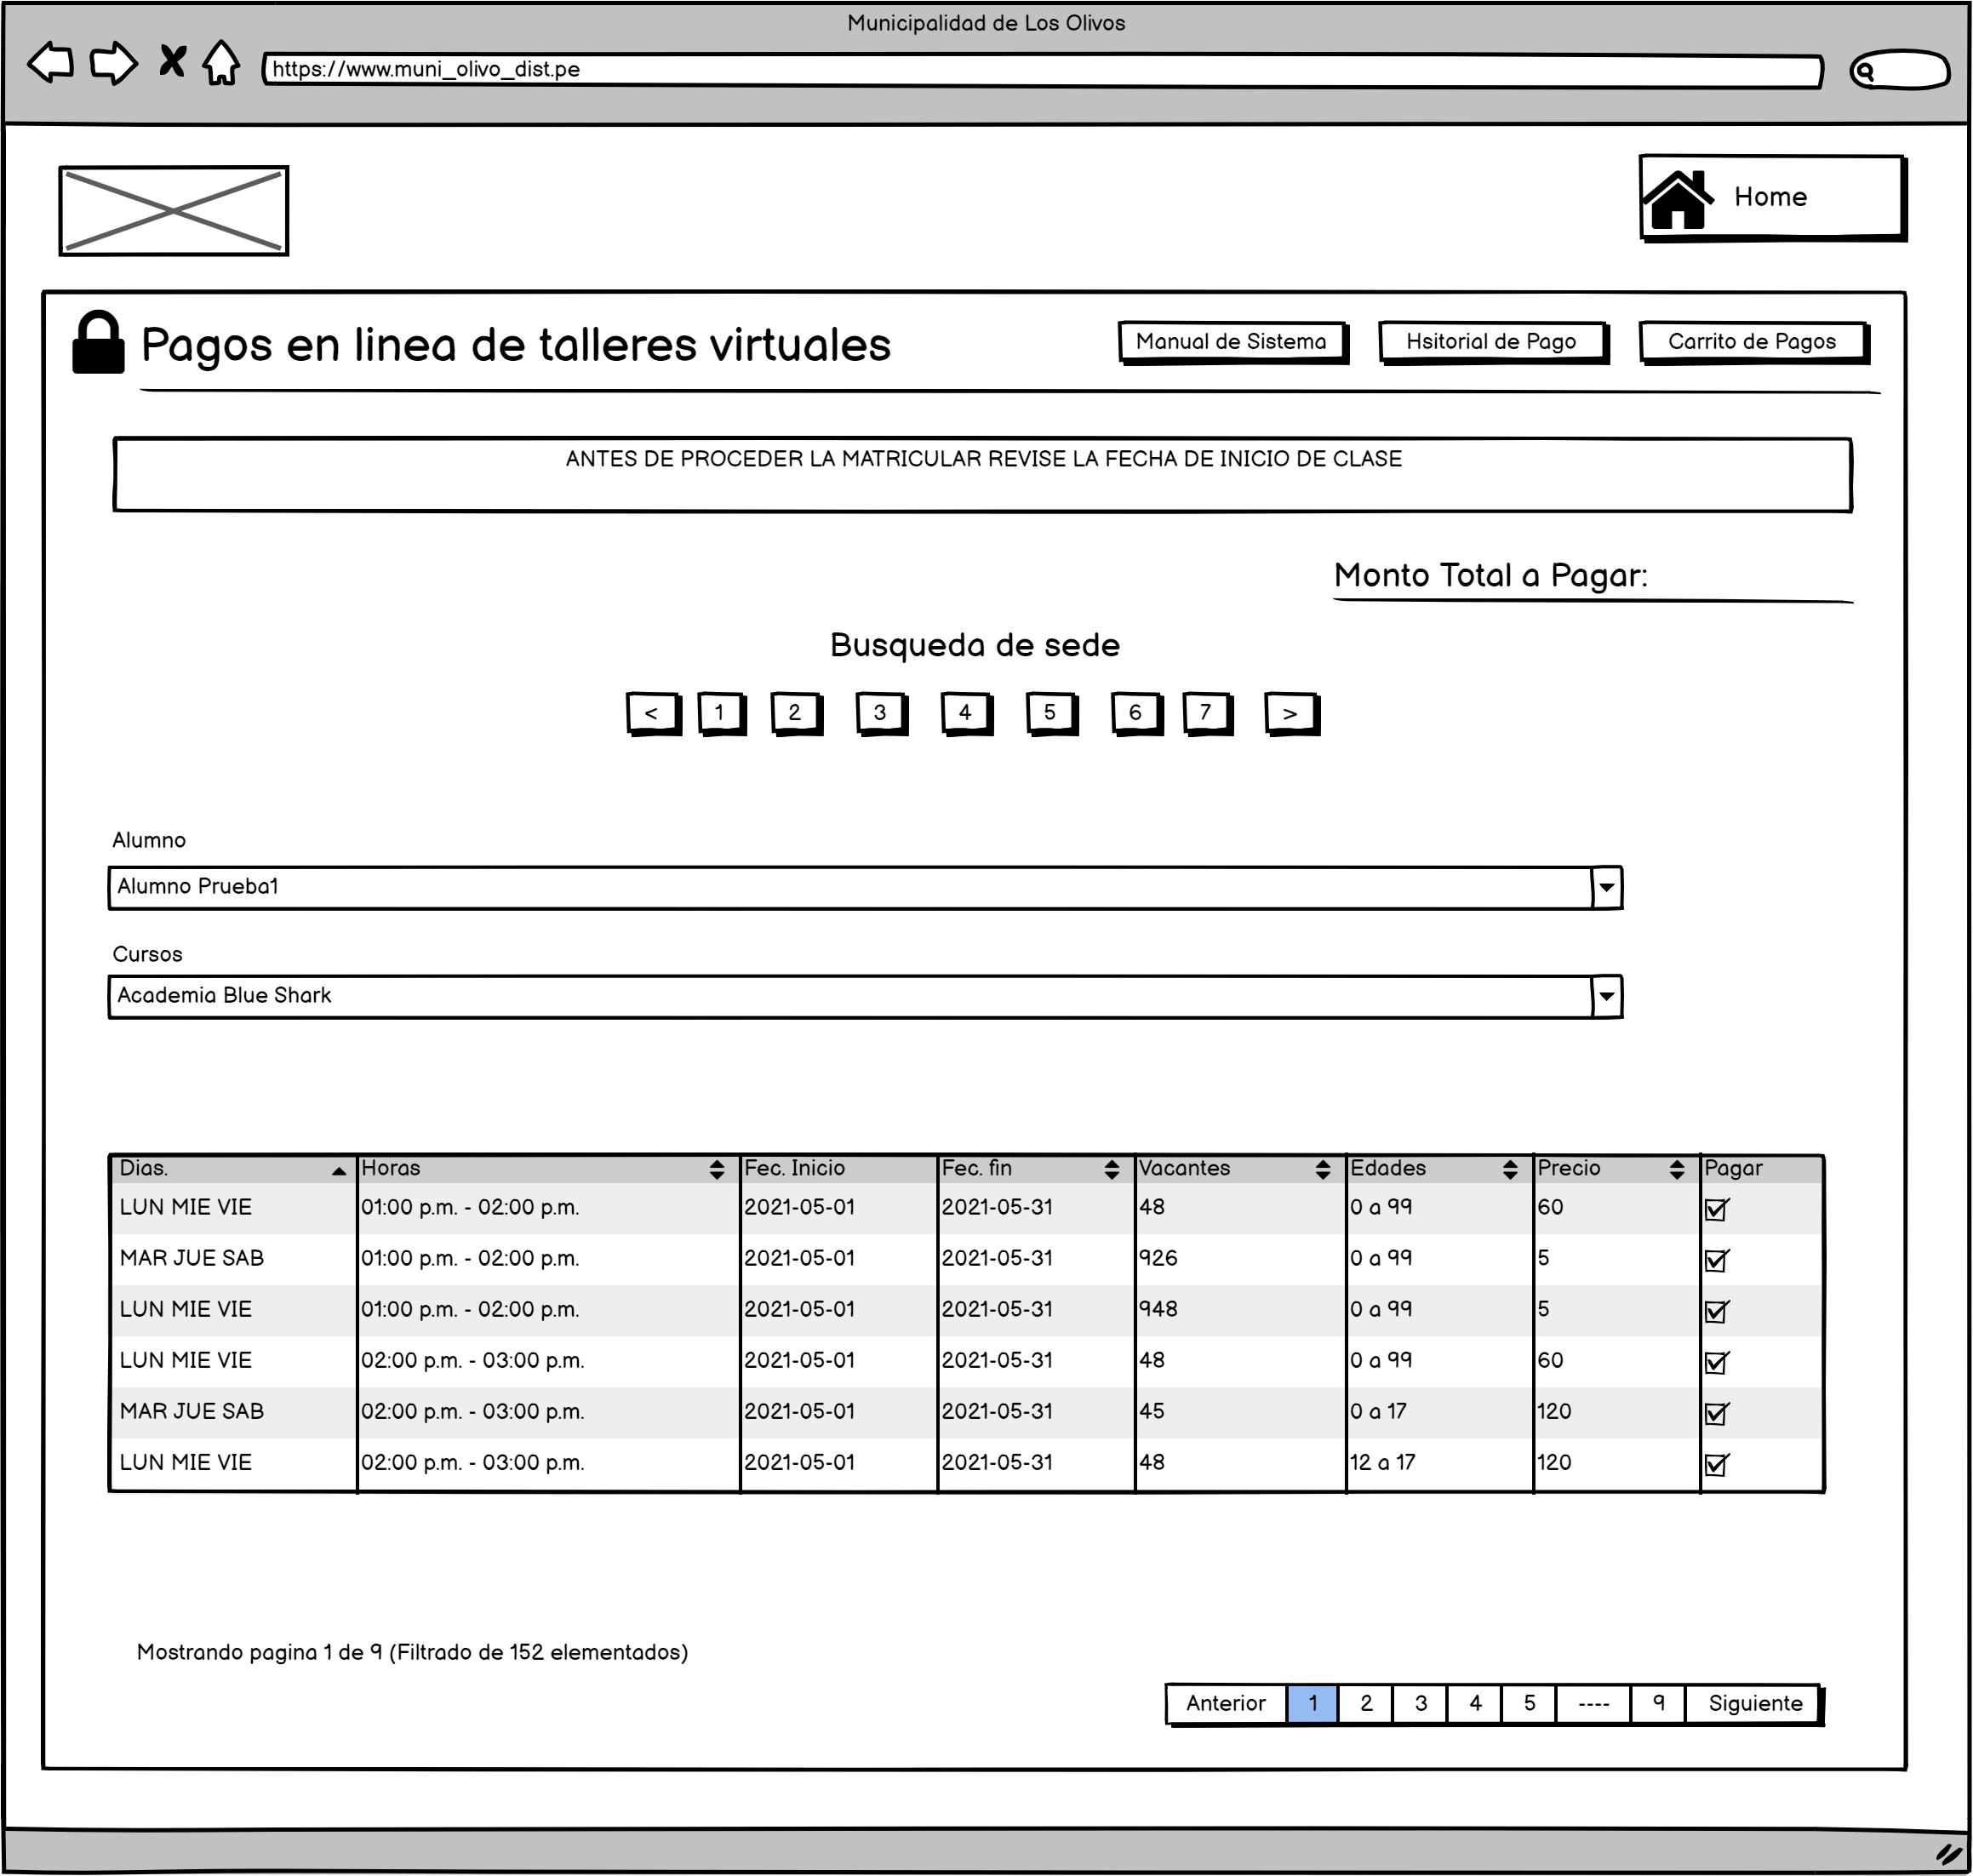 Municipalidad de Los Olivos
https://www.muni_olivo_dist.pe
Home
Pagos en linea de talleres virtuales
Manual de Sistema
Hsitorial de Pago
Carrito de Pagos
ANTES DE PROCEDER LA MATRICULAR REVISE LA FECHA DE INICIO DE CLASE
Monto Total a Pagar:
Busqueda de sede
< 1 2 3 4 5 6 7 >
Alumno
Alumno Prueba1
Cursos
Academia Blue Shark
Dias. Horas Fec. Inicio Fec. fin Vacantes Edades Precio Pagar
LUN MIE VIE 01:00 p.m. - 02:00 p.m. 2021-05-01 2021-05-31 48 0 a 99 60
MAR JUE SAB 01:00 p.m. - 02:00 p.m. 2021-05-01 2021-05-31 926 0 a 99 5
LUN MIE VIE 01:00 p.m. - 02:00 p.m. 2021-05-01 2021-05-31 948 0 a 99 5
LUN MIE VIE 02:00 p.m. - 03:00 p.m. 2021-05-01 2021-05-31 48 0 a 99 60
MAR JUE SAB 02:00 p.m. - 03:00 p.m. 2021-05-01 2021-05-31 45 0 a 17 120
LUN MIE VIE 02:00 p.m. - 03:00 p.m. 2021-05-01 2021-05-31 48 12 a 17 120
Mostrando pagina 1 de 9 (Filtrado de 152 elementados)
Anterior 1 2 3 4 5 ---- 9 Siguiente